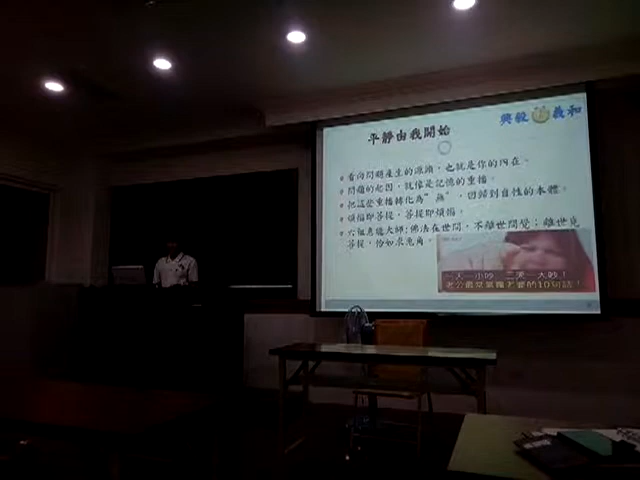 興毅 義和
平靜由我開始
看向問題產生的源頭,也就是你的內在。
問題的起因,就像是記憶的重播。
把這些重播轉化為"無",回歸到自性的本體。
煩惱即菩提,菩提即煩惱。
六祖惠能大師:佛法在世間,不離世間覺;離世覓
菩提,恰如求兔角。
一天一小吵,三天一大吵!
老公最常氣瘋老婆的10句話!